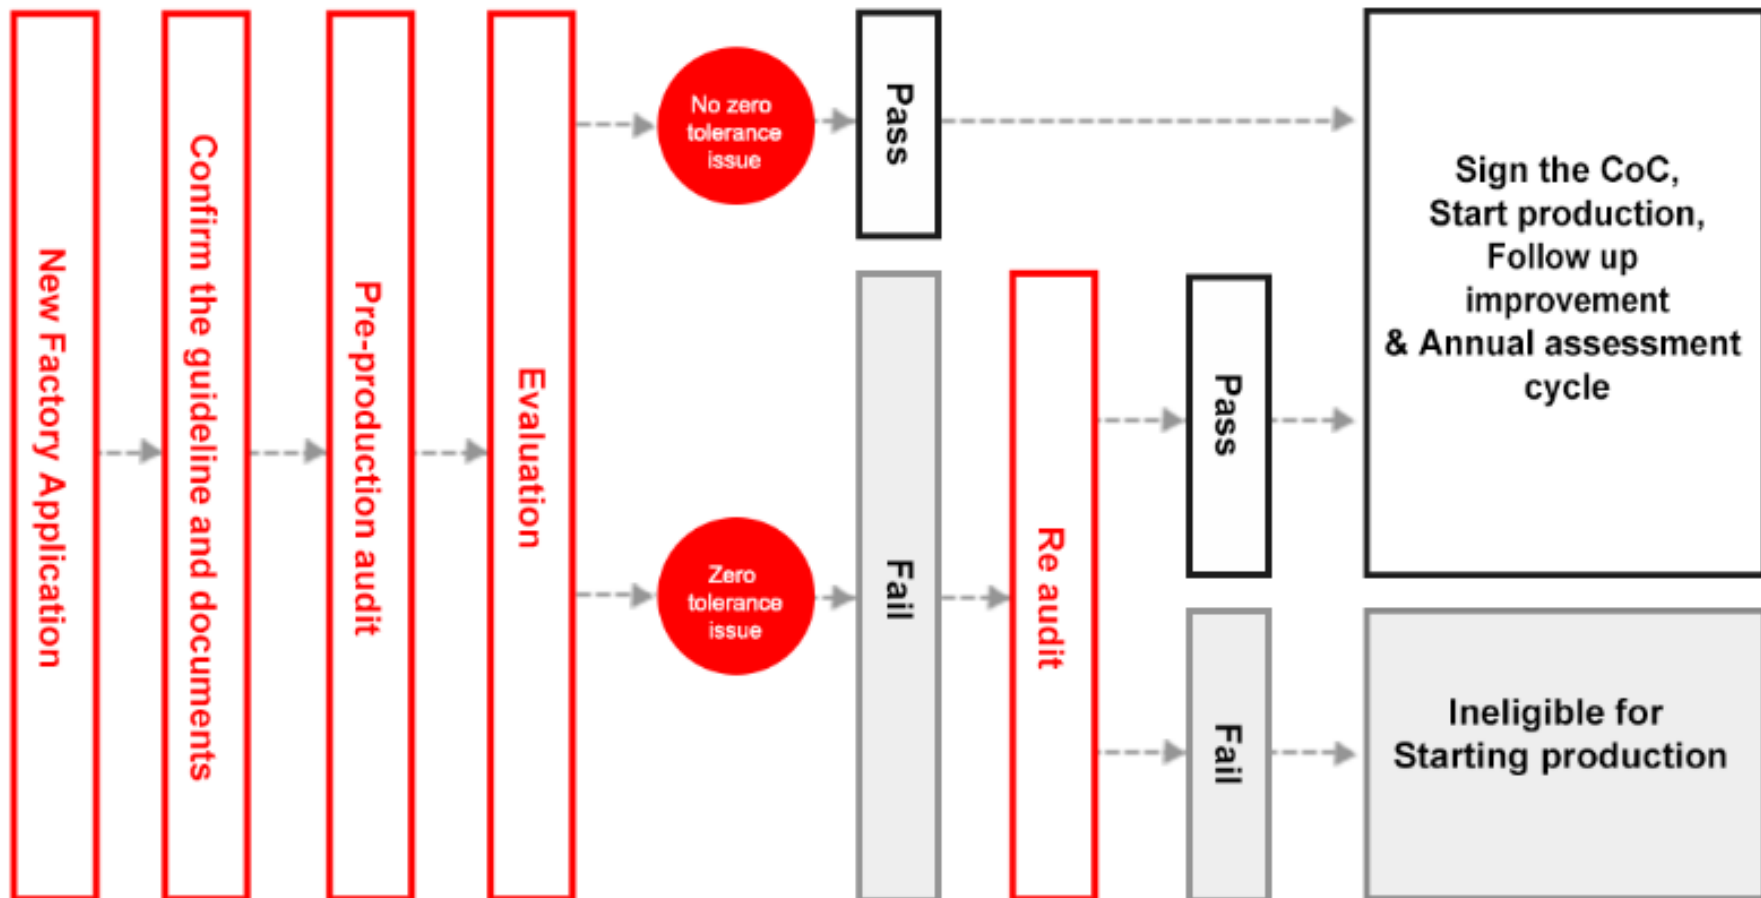 New Factory Application
Confirm the guideline and documents
Pre-production audit
Evaluation
No zero
tolerance
issue
Pass
Sign the CoC,
Start production,
Follow up
improvement
& Annual assessment
cycle
Zero
tolerance
issue
Fail
Re audit
Pass
Fail
Ineligible for
Starting production